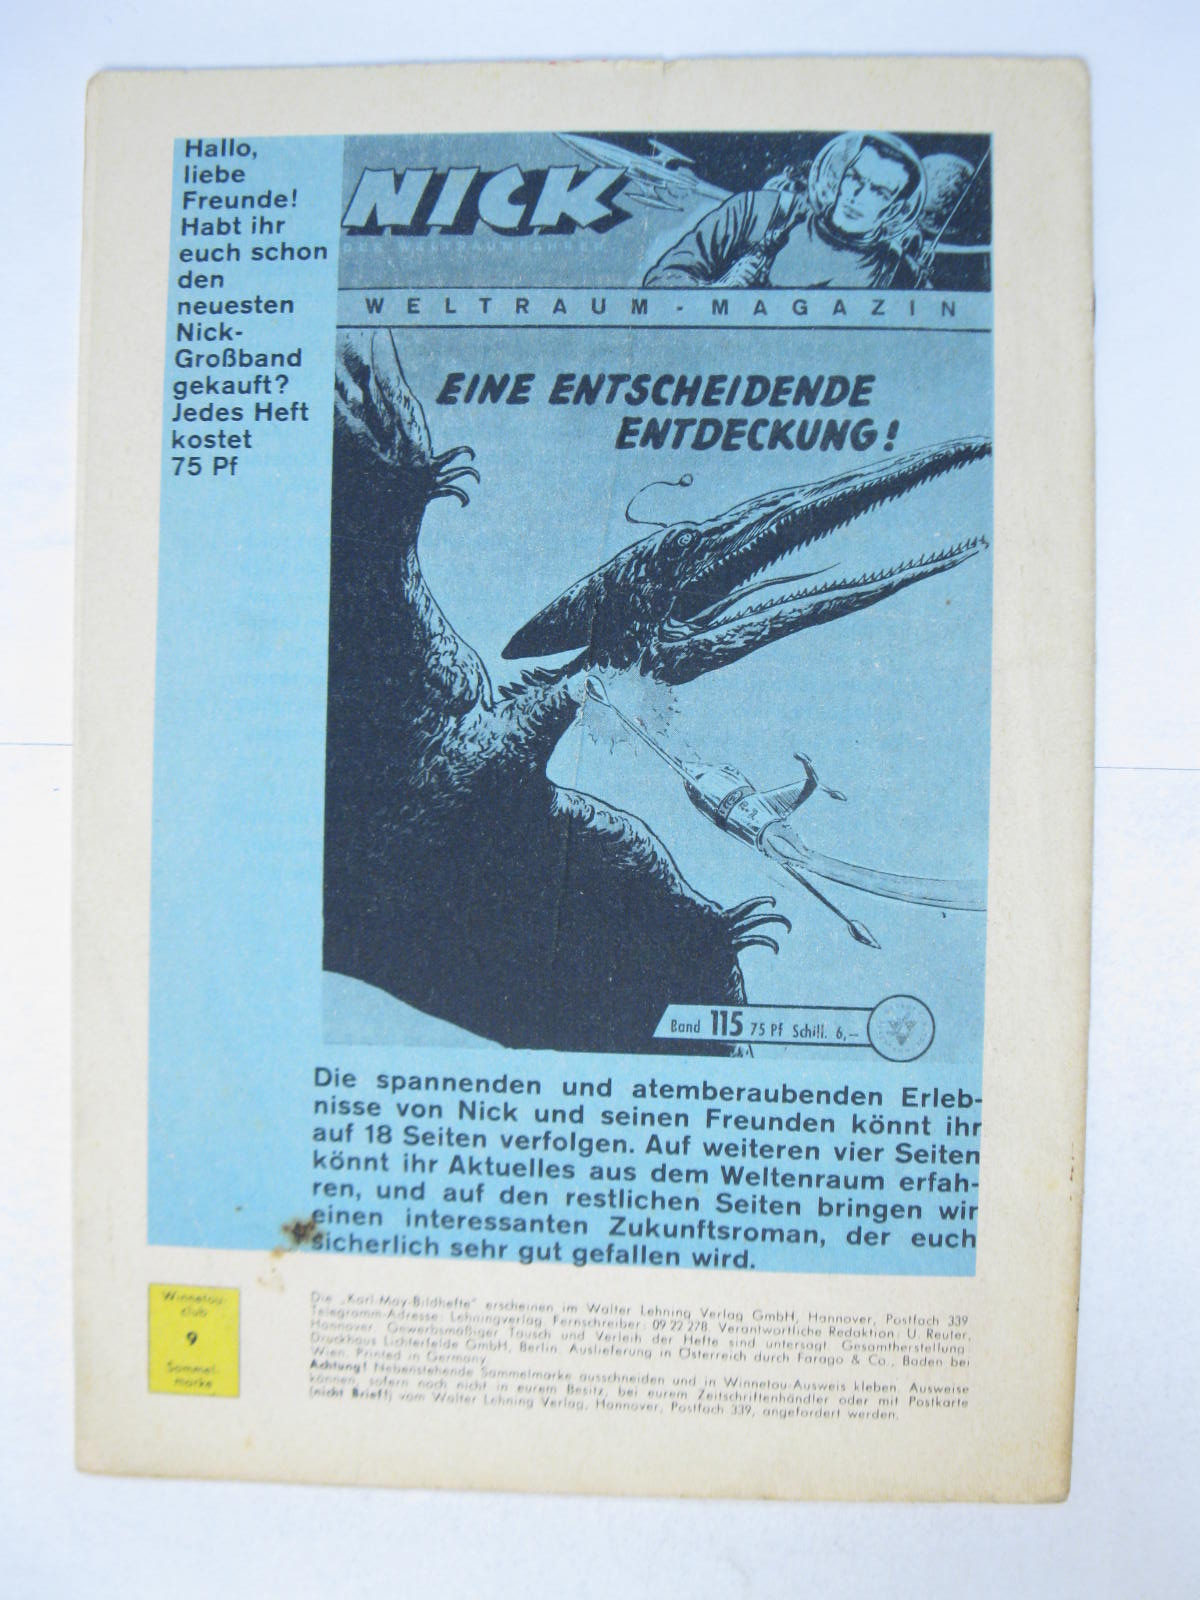 Hallo,
liebe
Freunde!
Habt ihr
euch schon
den
neuesten
Nick-
Großband
gekauft?
Jedes Heft
kostet
75 Pf
NICK
DER WELTRAUMFAHRER
WELTRAUM-MAGAZIN
EINE ENTSCHEIDENDE
ENTDECKUNG!
Band 115 75 Pf Schill. 6,–
Die spannenden und atemberaubenden Erleb-
nisse von Nick und seinen Freunden könnt ihr
auf 18 Seiten verfolgen. Auf weiteren vier Seiten
könnt ihr Aktuelles aus dem Weltenraum erfah-
ren, und auf den restlichen Seiten bringen wir
einen interessanten Zukunftsroman, der euch
sicherlich sehr gut gefallen wird.
Winnetou-
club
9
Sammel-
marke
Die „Karl-May-Bildhefte" erscheinen im Walter Lehning Verlag GmbH, Hannover, Postfach 339
Telegramm-Adresse: Lehningverlag. Fernschreiber: 09 22 278. Verantwortliche Redaktion: U. Reuter,
Hannover. Gewerbsmäßiger Tausch und Verleih der Hefte sind untersagt. Gesamtherstellung:
Druckhaus Lichterfelde GmbH, Berlin. Auslieferung in Österreich durch Farago & Co., Baden bei
Wien. Printed in Germany
Achtung! Nebenstehende Sammelmarke ausschneiden und in Winnetou-Ausweis kleben. Ausweise
können, sofern noch nicht in eurem Besitz, bei eurem Zeitschriftenhändler oder mit Postkarte
(nicht Brief!) vom Walter Lehning Verlag, Hannover, Postfach 339, angefordert werden.